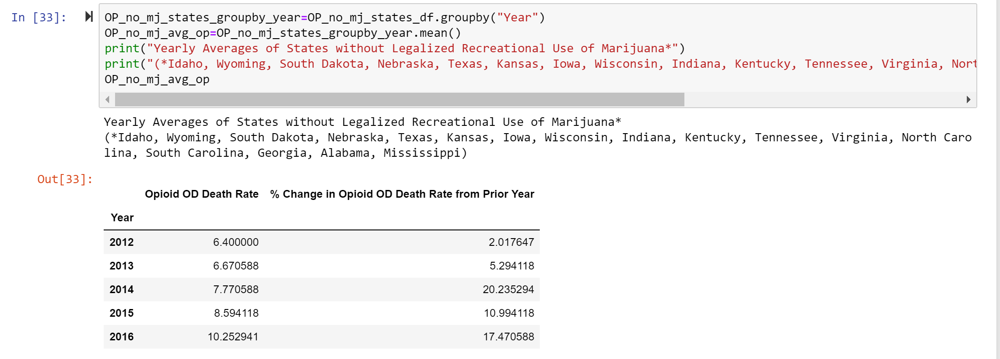 In [33]:
OP_no_mj_states_groupby_year=OP_no_mj_states_df.groupby("Year")
OP_no_mj_avg_op=OP_no_mj_states_groupby_year.mean()
print("Yearly Averages of States without Legalized Recreational Use of Marijuana*")
print("(*Idaho, Wyoming, South Dakota, Nebraska, Texas, Kansas, Iowa, Wisconsin, Indiana, Kentucky, Tennessee, Virginia, Nort
OP_no_mj_avg_op
Yearly Averages of States without Legalized Recreational Use of Marijuana*
(*Idaho, Wyoming, South Dakota, Nebraska, Texas, Kansas, Iowa, Wisconsin, Indiana, Kentucky, Tennessee, Virginia, North Caro
lina, South Carolina, Georgia, Alabama, Mississippi)
Out[33]:
Opioid OD Death Rate % Change in Opioid OD Death Rate from Prior Year
Year
2012 6.400000 2.017647
2013 6.670588 5.294118
2014 7.770588 20.235294
2015 8.594118 10.994118
2016 10.252941 17.470588